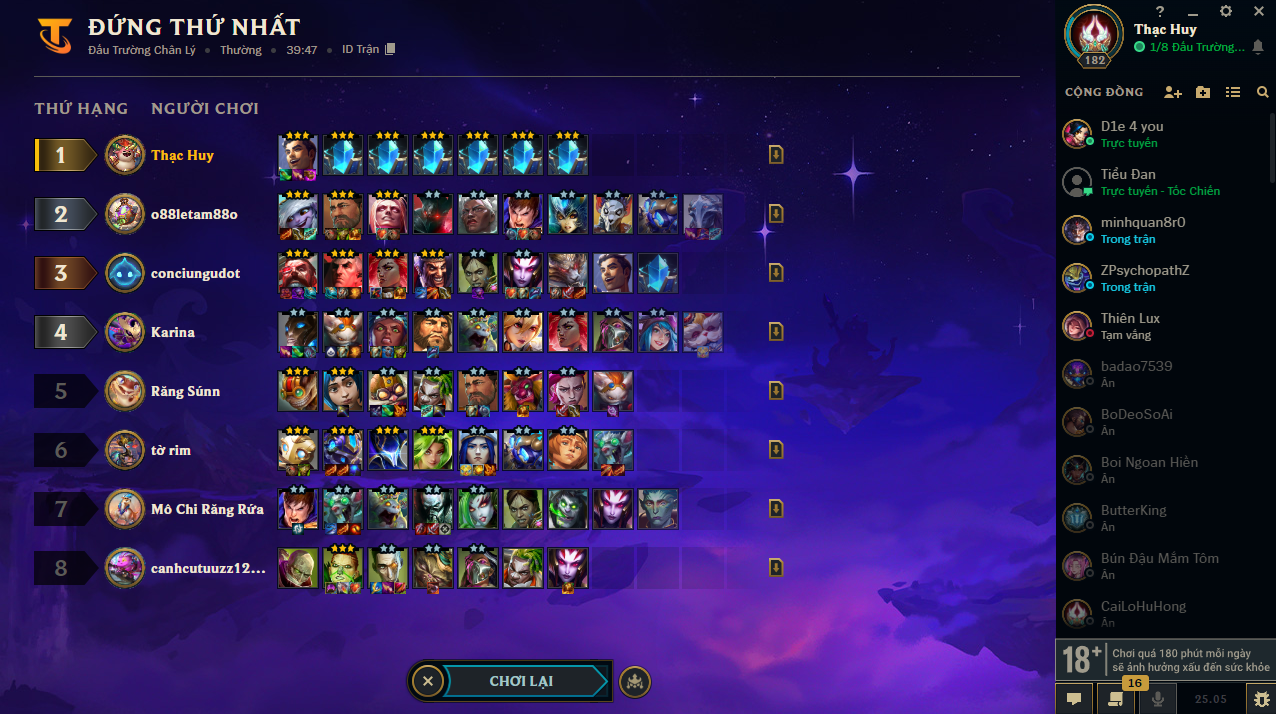 ĐỨNG THỨ NHẤT
Đấu Trường Chân Lý • Thường • 39:47 • ID Trận
THỨ HẠNG NGƯỜI CHƠI
1 Thạc Huy
2 o88letam88o
3 conciungudot
4 Karina
5 Răng Súnn
6 tờ rim
7 Mô Chi Răng Rứa
8 canhcutuuzz12...
CHƠI LẠI
?
182
Thạc Huy
1/8 Đấu Trường...
CỘNG ĐỒNG
D1e 4 you
Trực tuyến
Tiểu Đan
Trực tuyến - Tóc Chiến
minhquan8r0
Trong trận
ZPsychopathZ
Trong trận
Thiên Lux
Tạm vắng
badao7539
Ẩn
BoDeoSoAi
Ẩn
Boi Ngoan Hiền
Ẩn
ButterKing
Ẩn
Bún Đậu Mắm Tôm
Ẩn
CaiLoHuHong
Ẩn
18+
Chơi quá 180 phút mỗi ngày
sẽ ảnh hưởng xấu đến sức khỏe
16
25.05